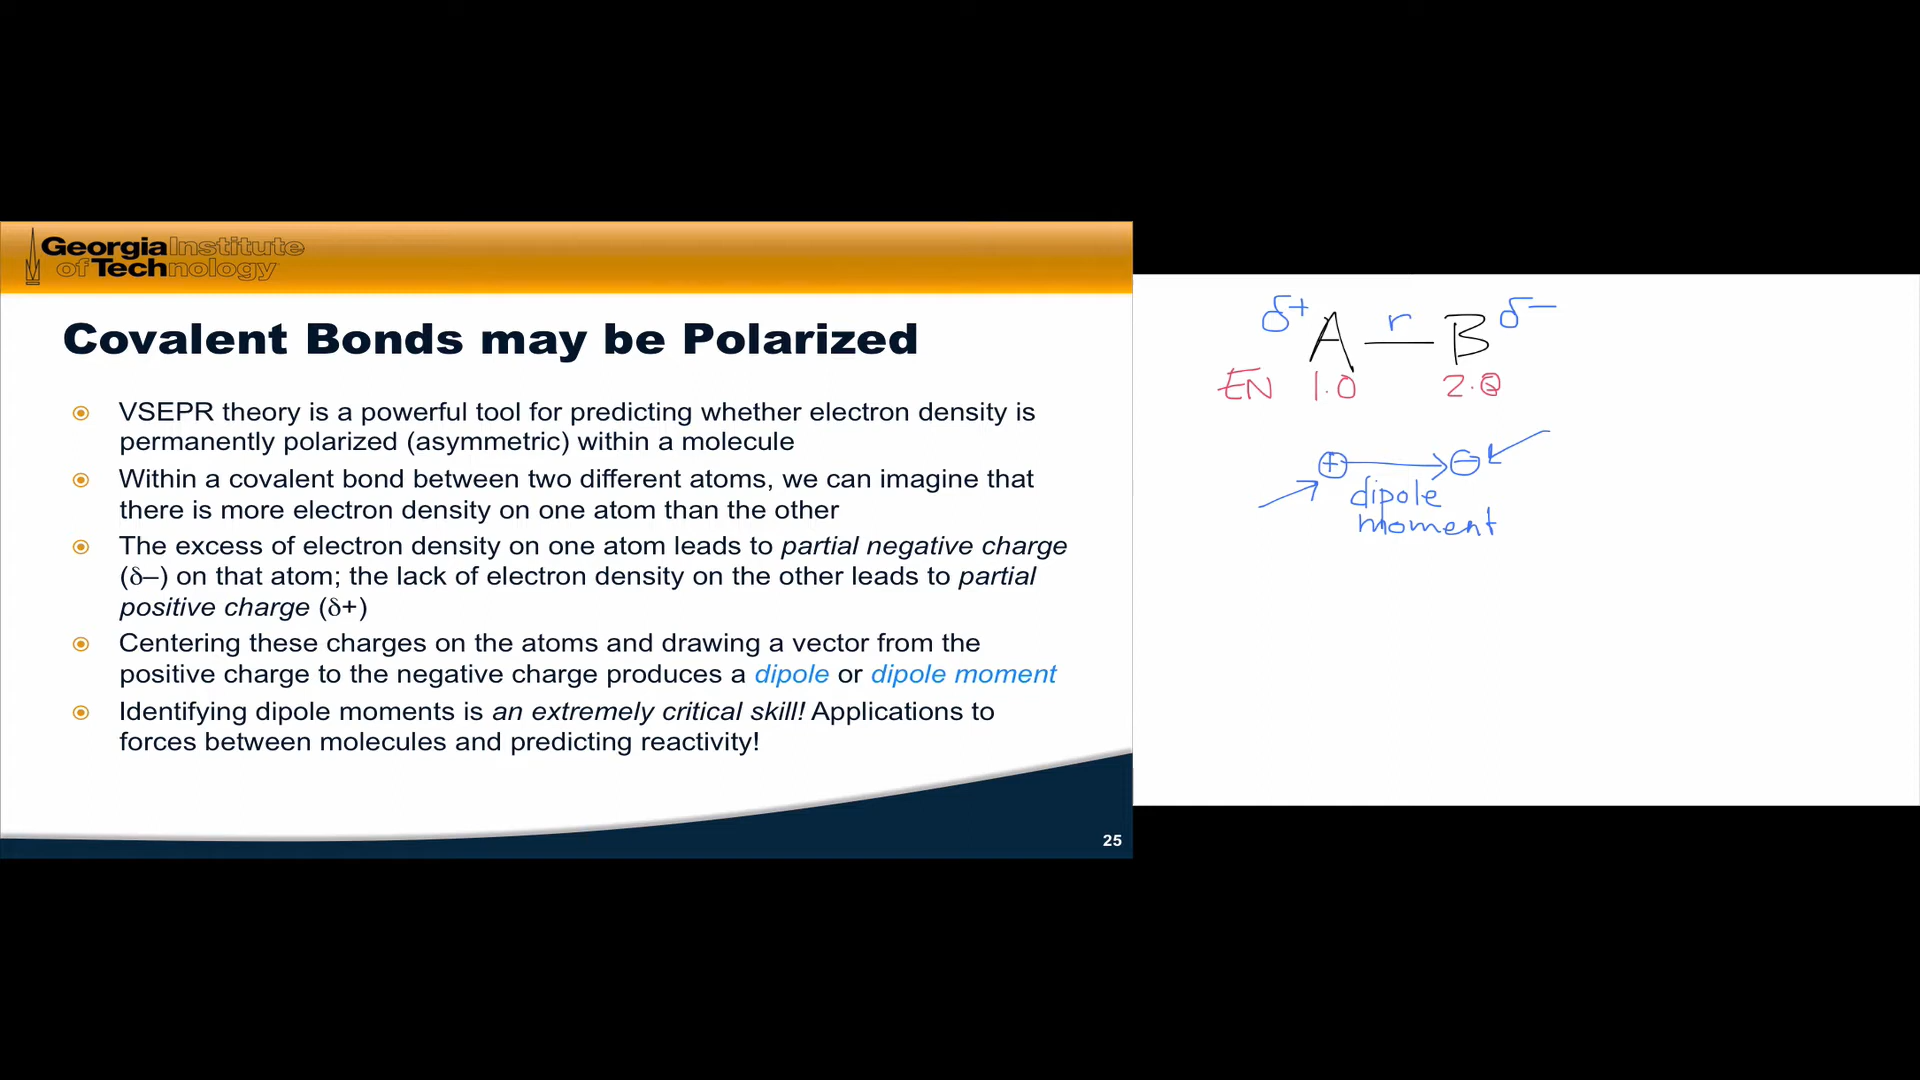 Georgia Institute
of Technology
Covalent Bonds may be Polarized
VSEPR theory is a powerful tool for predicting whether electron density is
permanently polarized (asymmetric) within a molecule
Within a covalent bond between two different atoms, we can imagine that
there is more electron density on one atom than the other
The excess of electron density on one atom leads to partial negative charge
(δ–) on that atom; the lack of electron density on the other leads to partial
positive charge (δ+)
Centering these charges on the atoms and drawing a vector from the
positive charge to the negative charge produces a dipole or dipole moment
Identifying dipole moments is an extremely critical skill! Applications to
forces between molecules and predicting reactivity!
25
δ+ A r B δ–
EN 1.0 2.0
+ –
dipole
moment